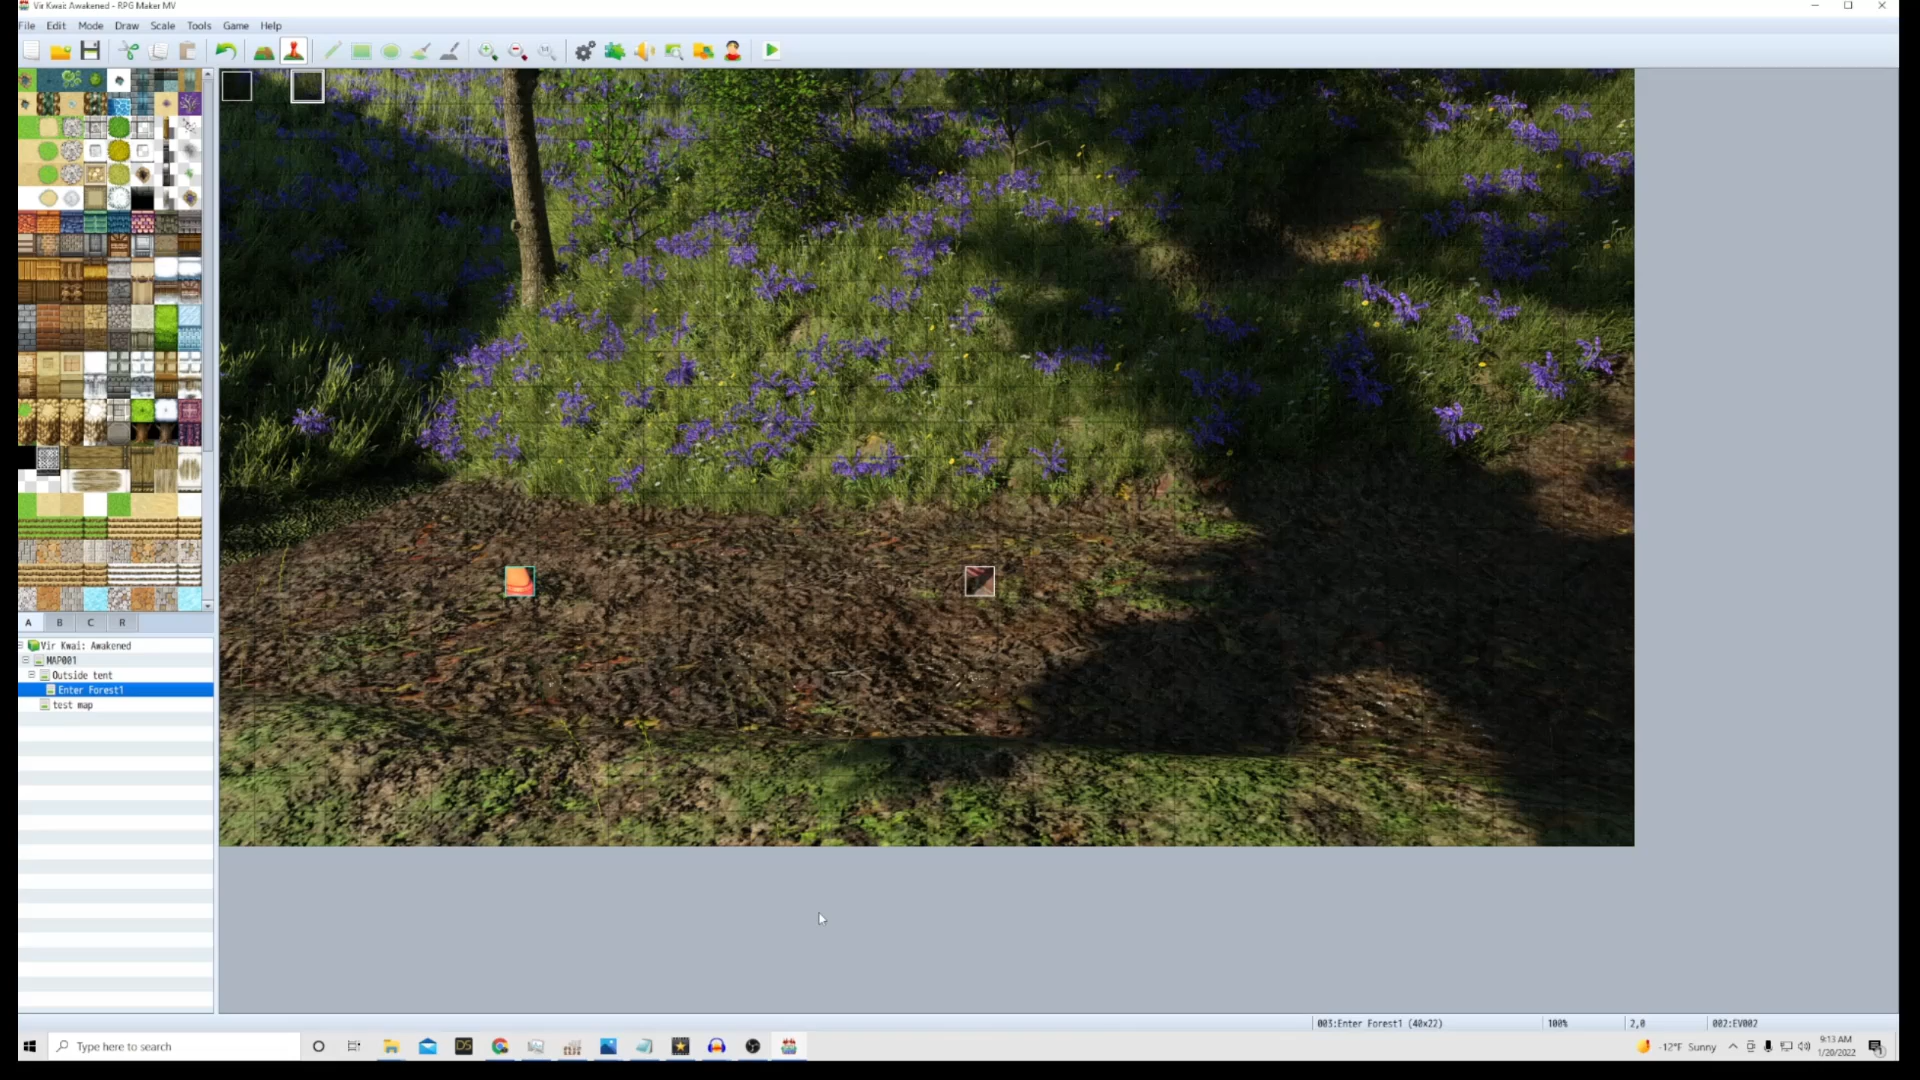 Vir Kwai: Awakened - RPG Maker MV
File Edit Mode Draw Scale Tools Game Help
A B C R
Vir Kwai: Awakened
MAP001
Outside tent
Enter Forest1
test map
003:Enter Forest1 (40x22) 100% 2,0 002:EV002
Type here to search
DS
-12°F Sunny
9:13 AM
1/20/2022